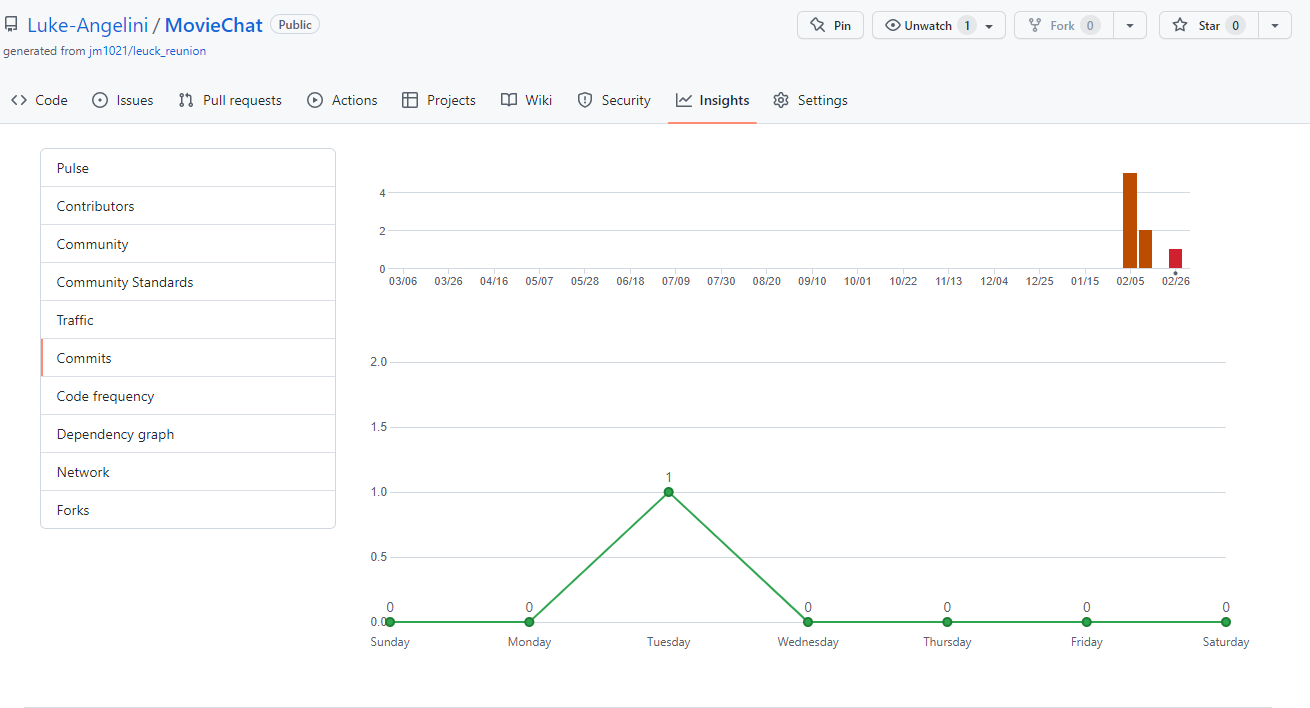 Luke-Angelini / MovieChat Public Pin Unwatch 1 Fork 0 Star 0
generated from jm1021/leuck_reunion
Code Issues Pull requests Actions Projects Wiki Security Insights Settings
Pulse
Contributors
Community
Community Standards
Traffic
Commits
Code frequency
Dependency graph
Network
Forks
4
2
0
03/06 03/26 04/16 05/07 05/28 06/18 07/09 07/30 08/20 09/10 10/01 10/22 11/13 12/04 12/25 01/15 02/05 02/26
2.0
1.5
1
1.0
0.5
0 0 0 0 0 0
0.0
Sunday Monday Tuesday Wednesday Thursday Friday Saturday